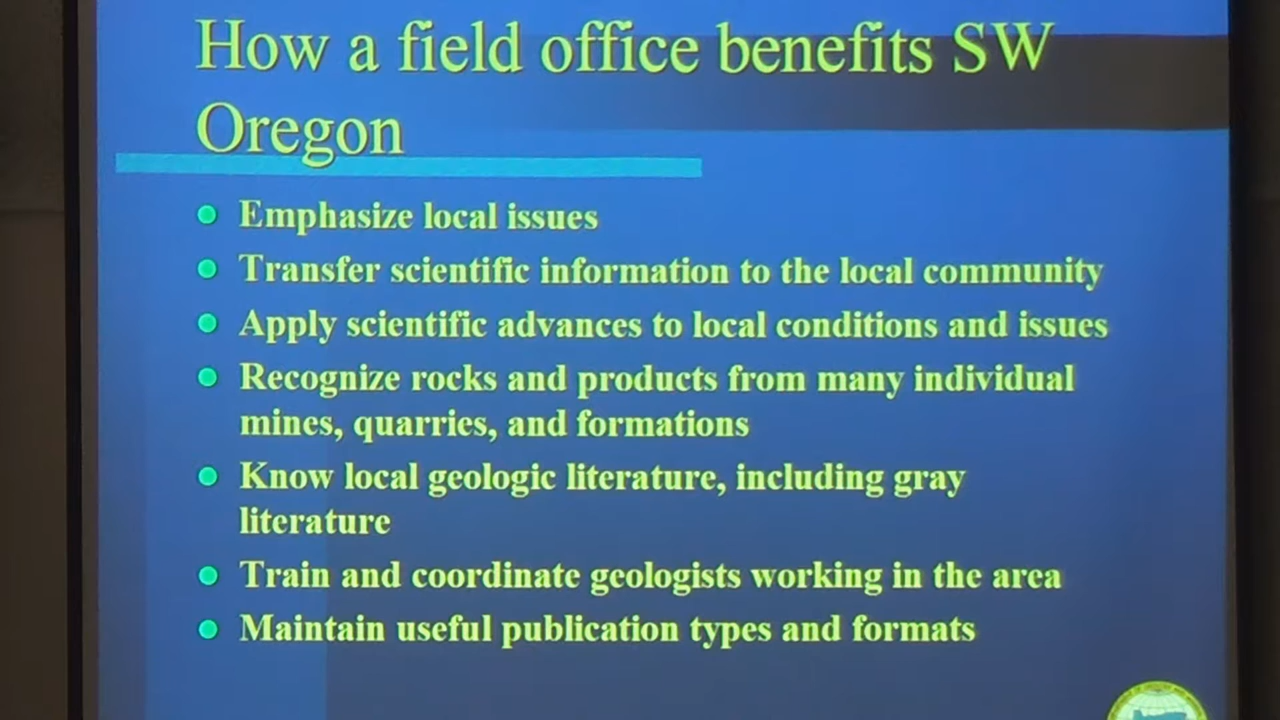 How a field office benefits SW
Oregon
Emphasize local issues
Transfer scientific information to the local community
Apply scientific advances to local conditions and issues
Recognize rocks and products from many individual
mines, quarries, and formations
Know local geologic literature, including gray
literature
Train and coordinate geologists working in the area
Maintain useful publication types and formats